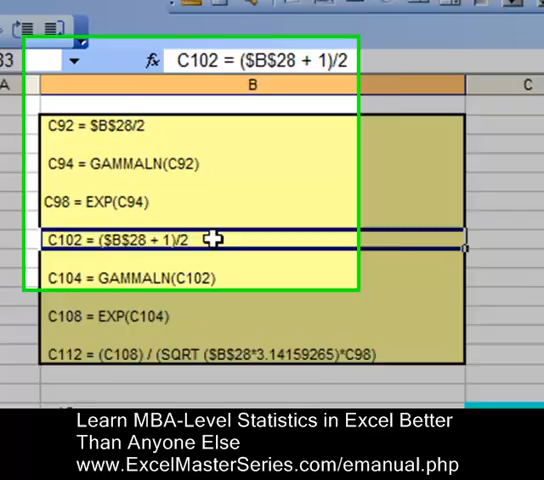 33 fx C102 = ($B$28 + 1)/2
A B C
C92 = $B$28/2
C94 = GAMMALN(C92)
C98 = EXP(C94)
C102 = ($B$28 + 1)/2
C104 = GAMMALN(C102)
C108 = EXP(C104)
C112 = (C108) / (SQRT ($B$28*3.14159265)*C98)
Learn MBA-Level Statistics in Excel Better
Than Anyone Else
www.ExcelMasterSeries.com/emanual.php